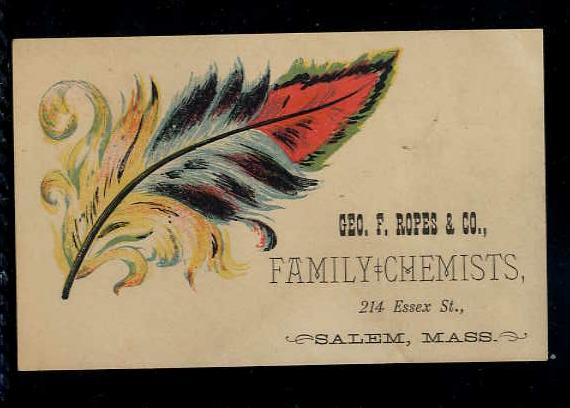 GEO. F. ROPES & CO.,
FAMILY‡CHEMISTS,
214 Essex St.,
SALEM, MASS.